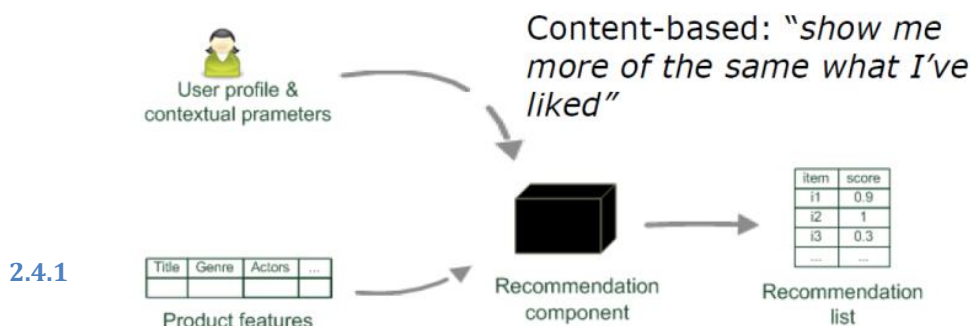 Content-based: “show me
more of the same what I’ve
liked”
User profile &
contextual prameters
item score
i1 0.9
i2 1
i3 0.3
... ...
2.4.1
Title Genre Actors ...
Product features
Recommendation
component
Recommendation
list